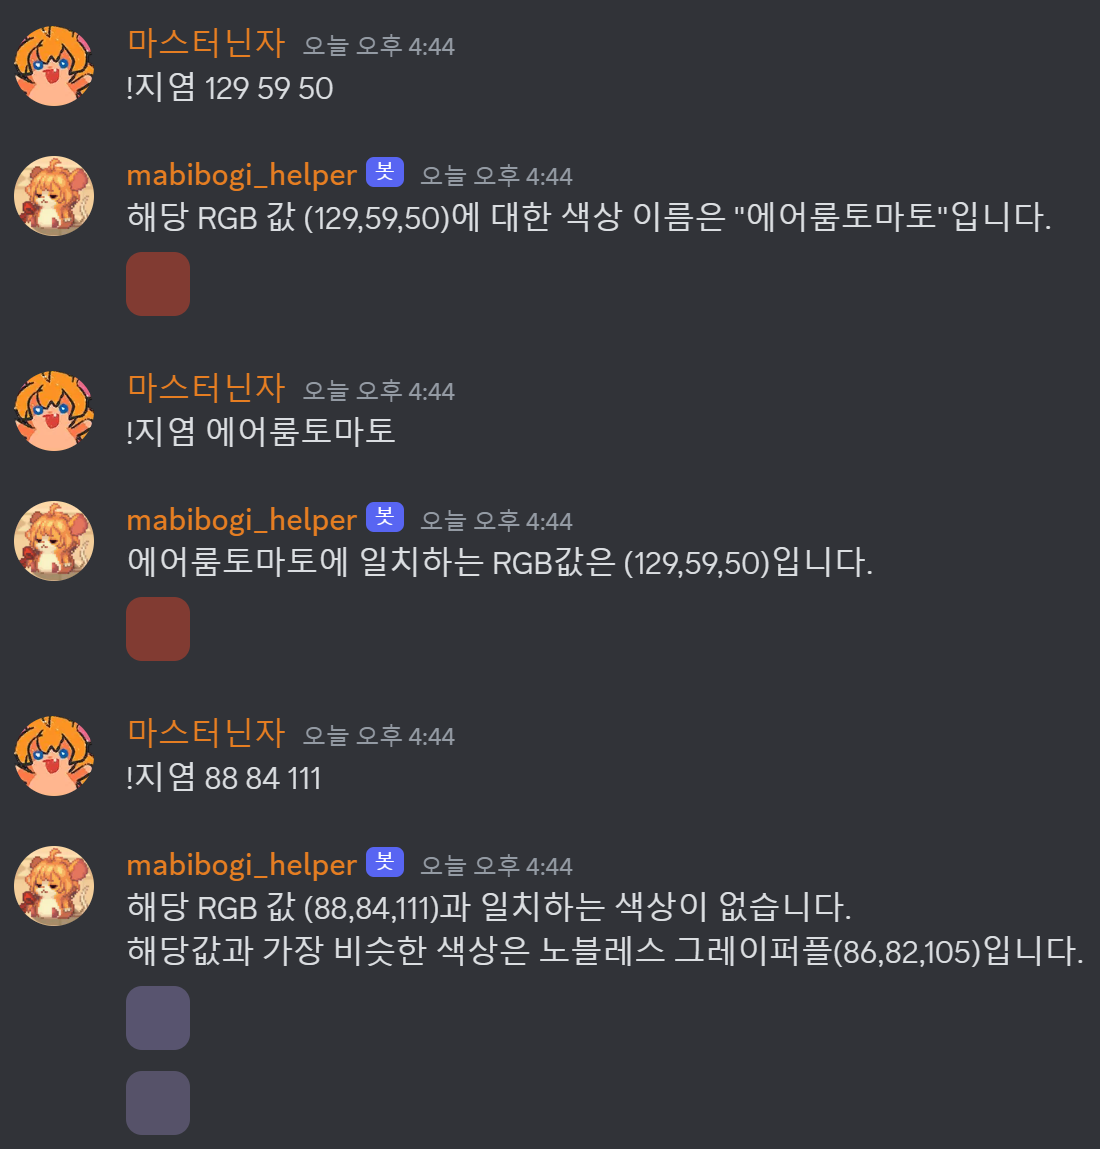 마스터닌자 오늘 오후 4:44
!지염 129 59 50
mabibogi_helper 봇 오늘 오후 4:44
해당 RGB 값 (129,59,50)에 대한 색상 이름은 "에어룸토마토"입니다.
마스터닌자 오늘 오후 4:44
!지염 에어룸토마토
mabibogi_helper 봇 오늘 오후 4:44
에어룸토마토에 일치하는 RGB값은 (129,59,50)입니다.
마스터닌자 오늘 오후 4:44
!지염 88 84 111
mabibogi_helper 봇 오늘 오후 4:44
해당 RGB 값 (88,84,111)과 일치하는 색상이 없습니다.
해당값과 가장 비슷한 색상은 노블레스 그레이퍼플(86,82,105)입니다.